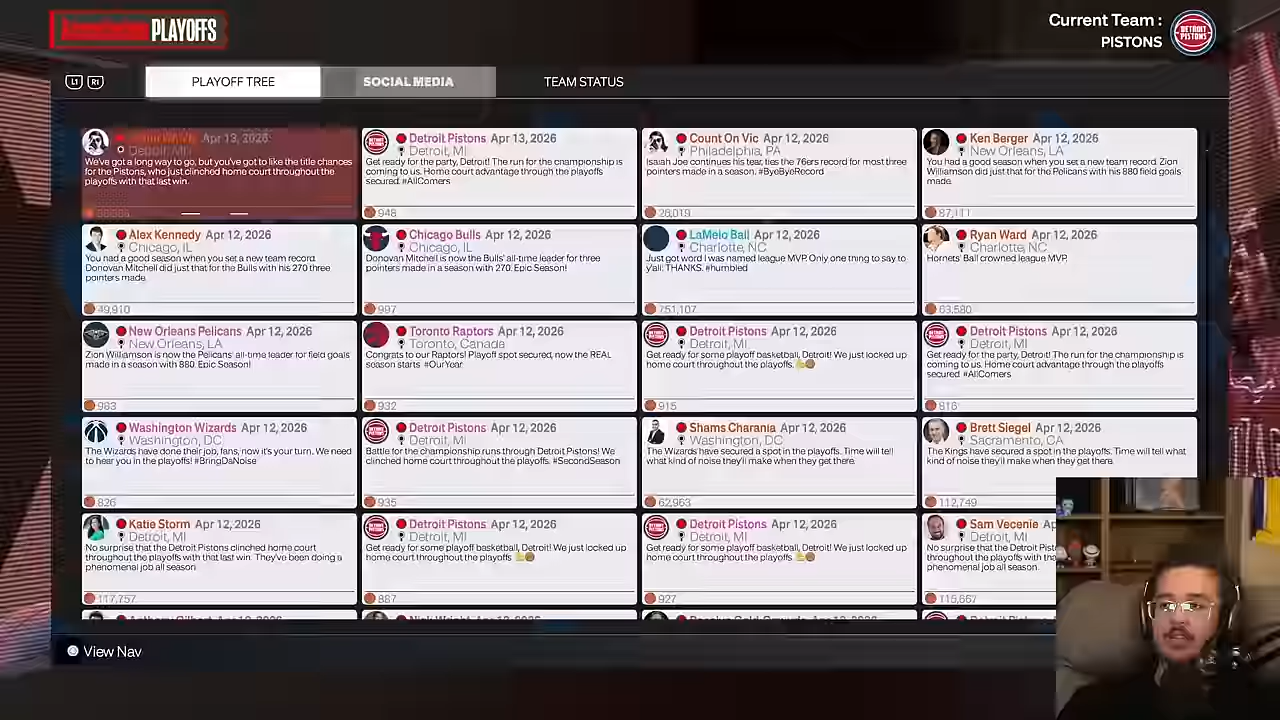 PLAYOFFS
Current Team :
PISTONS
DETROIT
PISTONS
L1 R1
PLAYOFF TREE
SOCIAL MEDIA
TEAM STATUS
Apr 13, 2026
We've got a long way to go, but you've got to like the title chances
for the Pistons, who just clinched home court throughout the
playoffs with that last win.
Detroit Pistons Apr 13, 2026
Detroit, MI
Get ready for the party, Detroit! The run for the championship is
coming to us. Home court advantage through the playoffs
secured. #AllComers
948
Count On Vic Apr 12, 2026
Philadelphia, PA
Isaiah Joe continues his tear, ties the 76ers record for most three
pointers made in a season. #ByeByeRecord
26,019
Ken Berger Apr 12, 2026
New Orleans, LA
You had a good season when you set a new team record. Zion
Williamson did just that for the Pelicans with his 880 field goals
made.
87,111
Alex Kennedy Apr 12, 2026
Chicago, IL
You had a good season when you set a new team record.
Donovan Mitchell did just that for the Bulls with his 270 three
pointers made.
49,910
Chicago Bulls Apr 12, 2026
Chicago, IL
Donovan Mitchell is now the Bulls' all-time leader for three
pointers made in a season with 270. Epic Season!
997
LaMelo Ball Apr 12, 2026
Charlotte, NC
Just got word I was named league MVP. Only one thing to say to
y'all: THANKS. #humbled
751,107
Ryan Ward Apr 12, 2026
Charlotte, NC
Hornets' Ball crowned league MVP.
63,580
New Orleans Pelicans Apr 12, 2026
New Orleans, LA
Zion Williamson is now the Pelicans' all-time leader for field goals
made in a season with 880. Epic Season!
983
Toronto Raptors Apr 12, 2026
Toronto, Canada
Congrats to our Raptors! Playoff spot secured, now the REAL
season starts #OurYear
932
Detroit Pistons Apr 12, 2026
Detroit, MI
Get ready for some playoff basketball, Detroit! We just locked up
home court throughout the playoffs.
915
Detroit Pistons Apr 12, 2026
Detroit, MI
Get ready for the party, Detroit! The run for the championship is
coming to us. Home court advantage through the playoffs
secured. #AllComers
816
Washington Wizards Apr 12, 2026
Washington, DC
The Wizards have done their job, fans, now it's your turn. We need
to hear you in the playoffs! #BringDaNoise
826
Detroit Pistons Apr 12, 2026
Detroit, MI
Battle for the championship runs through Detroit Pistons! We
clinched home court throughout the playoffs. #SecondSeason
935
Shams Charania Apr 12, 2026
Washington, DC
The Wizards have secured a spot in the playoffs. Time will tell
what kind of noise they'll make when they get there.
62,963
Brett Siegel Apr 12, 2026
Sacramento, CA
The Kings have secured a spot in the playoffs. Time will tell what
kind of noise they'll make when they get there.
112,749
Katie Storm Apr 12, 2026
Detroit, MI
No surprise that the Detroit Pistons clinched home court
throughout the playoffs with that last win. They've been doing a
phenomenal job all season.
117,757
Detroit Pistons Apr 12, 2026
Detroit, MI
Get ready for some playoff basketball, Detroit! We just locked up
home court throughout the playoffs.
887
Detroit Pistons Apr 12, 2026
Detroit, MI
Get ready for some playoff basketball, Detroit! We just locked up
home court throughout the playoffs.
927
Sam Vecenie Ap
Detroit, MI
No surprise that the Detroit Pist
throughout the playoffs with tha
phenomenal job all season.
115,667
View Nav